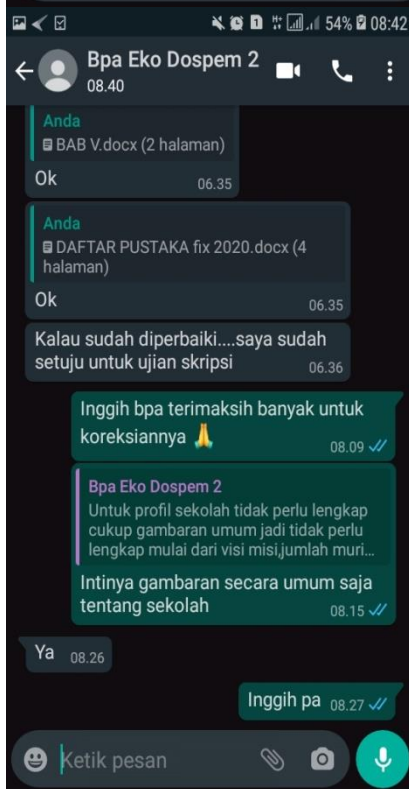 54% 08:42
Bpa Eko Dospem 2
08.40
Anda
BAB V.docx (2 halaman)
Ok 06.35
Anda
DAFTAR PUSTAKA fix 2020.docx (4
halaman)
Ok 06.35
Kalau sudah diperbaiki....saya sudah
setuju untuk ujian skripsi 06.36
Inggih bpa terimaksih banyak untuk
koreksiannya 🙏 08.09
Bpa Eko Dospem 2
Untuk profil sekolah tidak perlu lengkap
cukup gambaran umum jadi tidak perlu
lengkap mulai dari visi misi,jumlah muri...
Intinya gambaran secara umum saja
tentang sekolah 08.15
Ya 08.26
Inggih pa 08.27
Ketik pesan